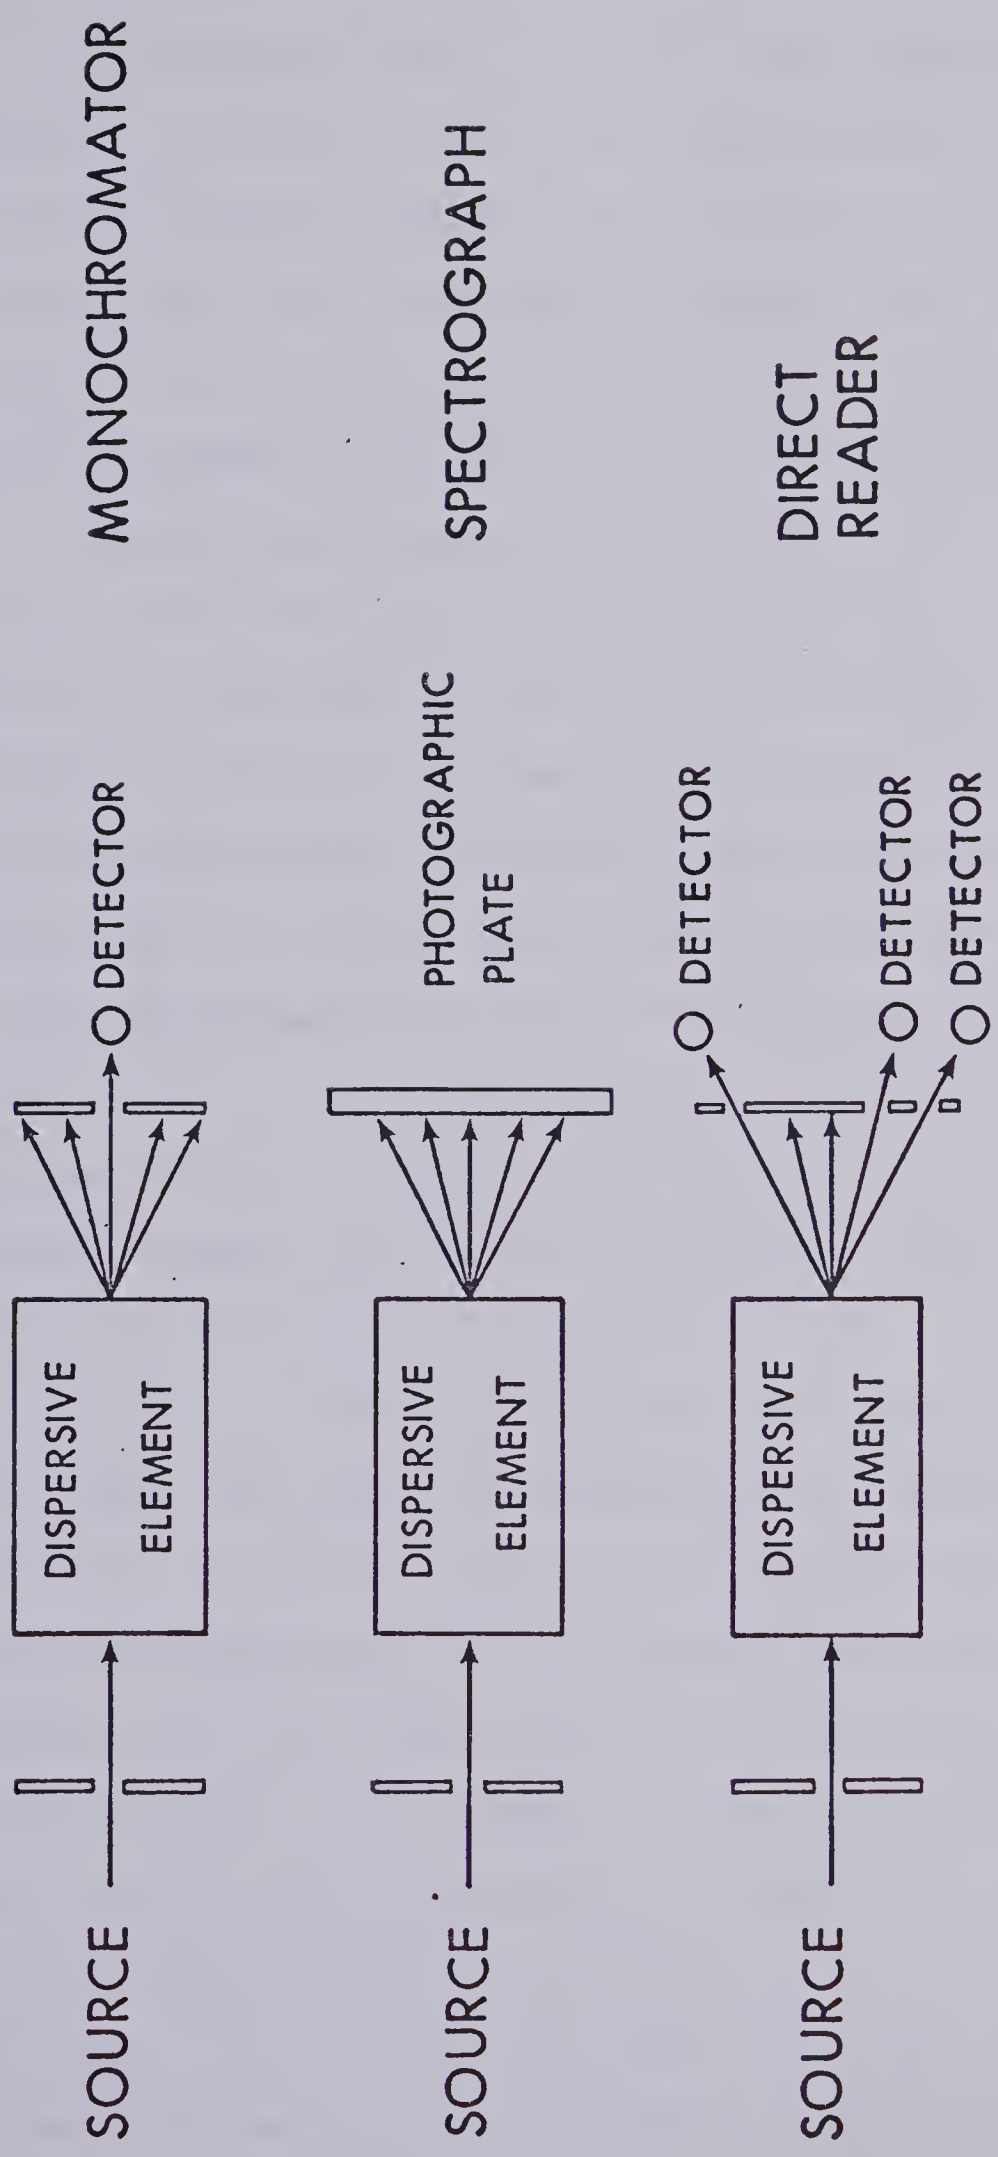 SOURCE
DISPERSIVE
ELEMENT
DETECTOR
MONOCHROMATOR
SOURCE
DISPERSIVE
ELEMENT
PHOTOGRAPHIC
PLATE
SPECTROGRAPH
SOURCE
DISPERSIVE
ELEMENT
DETECTOR
DETECTOR
DETECTOR
DIRECT
READER